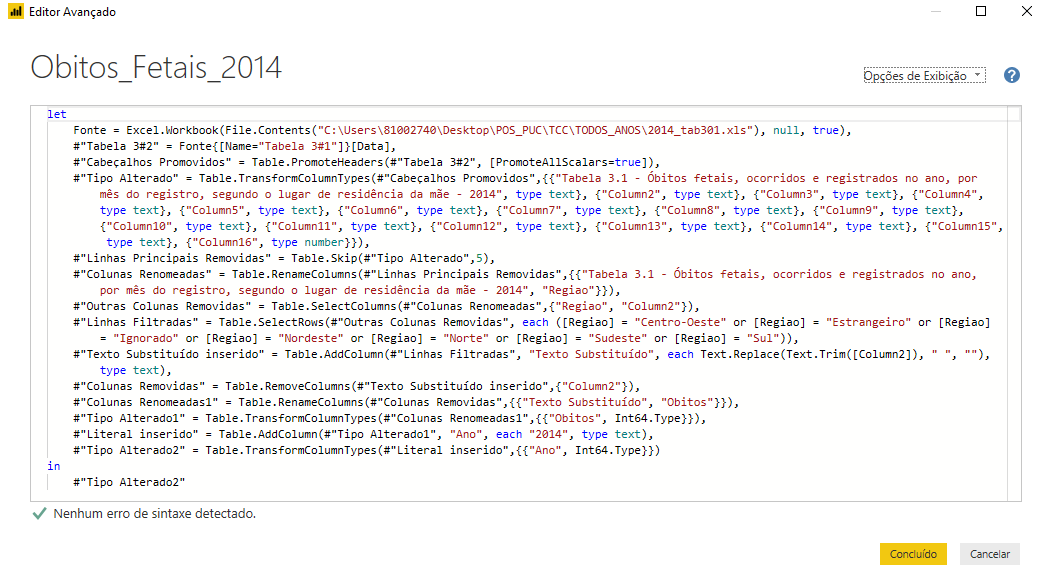 Editor Avançado
Obitos_Fetais_2014
Opções de Exibição
?
let
Fonte = Excel.Workbook(File.Contents("C:\Users\81002740\Desktop\POS_PUC\TCC\TODOS_ANOS\2014_tab301.xls"), null, true),
#"Tabela 3#2" = Fonte{[Name="Tabela 3#1"]}[Data],
#"Cabeçalhos Promovidos" = Table.PromoteHeaders(#"Tabela 3#2", [PromoteAllScalars=true]),
#"Tipo Alterado" = Table.TransformColumnTypes(#"Cabeçalhos Promovidos",{{"Tabela 3.1 - Óbitos fetais, ocorridos e registrados no ano, por
mês do registro, segundo o lugar de residência da mãe - 2014", type text}, {"Column2", type text}, {"Column3", type text}, {"Column4",
type text}, {"Column5", type text}, {"Column6", type text}, {"Column7", type text}, {"Column8", type text}, {"Column9", type text},
{"Column10", type text}, {"Column11", type text}, {"Column12", type text}, {"Column13", type text}, {"Column14", type text}, {"Column15",
type text}, {"Column16", type number}}),
#"Linhas Principais Removidas" = Table.Skip(#"Tipo Alterado",5),
#"Colunas Renomeadas" = Table.RenameColumns(#"Linhas Principais Removidas",{{"Tabela 3.1 - Óbitos fetais, ocorridos e registrados no ano,
por mês do registro, segundo o lugar de residência da mãe - 2014", "Regiao"}}),
#"Outras Colunas Removidas" = Table.SelectColumns(#"Colunas Renomeadas",{"Regiao", "Column2"}),
#"Linhas Filtradas" = Table.SelectRows(#"Outras Colunas Removidas", each ([Regiao] = "Centro-Oeste" or [Regiao] = "Estrangeiro" or [Regiao]
= "Ignorado" or [Regiao] = "Nordeste" or [Regiao] = "Norte" or [Regiao] = "Sudeste" or [Regiao] = "Sul")),
#"Texto Substituído inserido" = Table.AddColumn(#"Linhas Filtradas", "Texto Substituído", each Text.Replace(Text.Trim([Column2]), " ", ""),
type text),
#"Colunas Removidas" = Table.RemoveColumns(#"Texto Substituído inserido",{"Column2"}),
#"Colunas Renomeadas1" = Table.RenameColumns(#"Colunas Removidas",{{"Texto Substituído", "Obitos"}}),
#"Tipo Alterado1" = Table.TransformColumnTypes(#"Colunas Renomeadas1",{{"Obitos", Int64.Type}}),
#"Literal inserido" = Table.AddColumn(#"Tipo Alterado1", "Ano", each "2014", type text),
#"Tipo Alterado2" = Table.TransformColumnTypes(#"Literal inserido",{{"Ano", Int64.Type}})
in
#"Tipo Alterado2"
Nenhum erro de sintaxe detectado.
Concluído
Cancelar